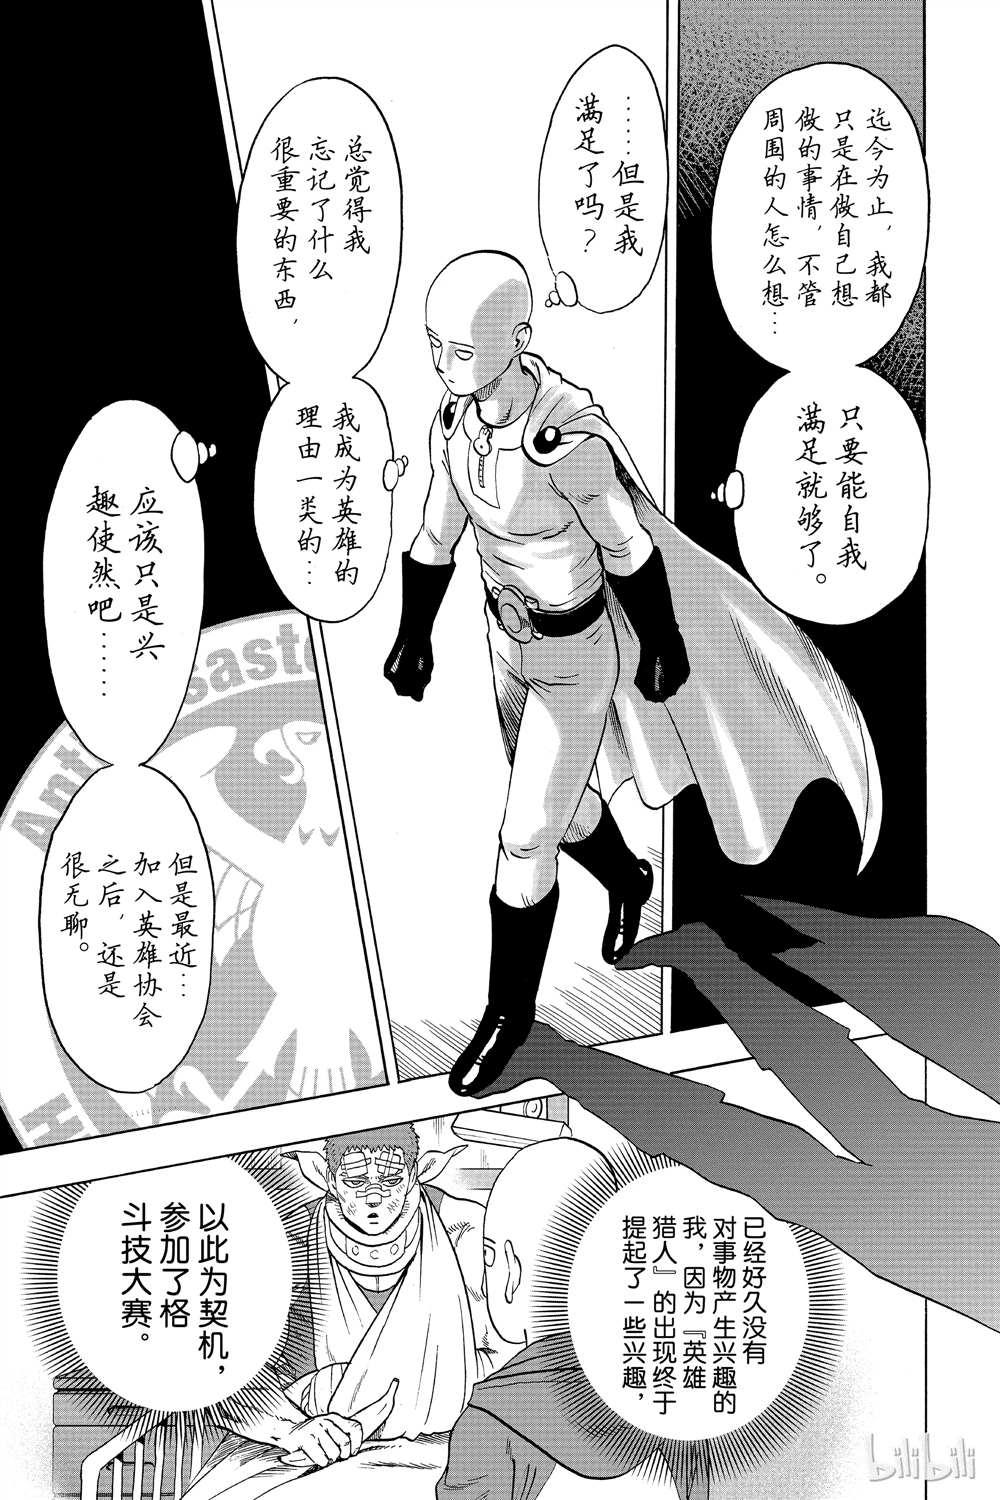 迄今为止，我都
只是在做自己想
做的事情，不管
周围的人怎么想…
只要能自我
满足就够了。
……但是我
满足了吗？
总觉得我
忘记了什么
很重要的东西，
我成为英雄的
理由一类的…
应该只是兴
趣使然吧……
但是最近…
加入英雄协会
之后，还是
很无聊。
Ant
saste
H
已经好久没有
对事物产生兴趣的
我，因为『英雄
猎人』的出现终于
提起了一些兴趣，
以此为契机，
参加了格
斗技大赛。
bilibili